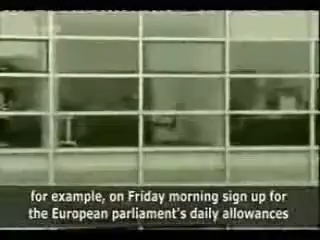 for example, on Friday morning sign up for
the European parliament's daily allowances